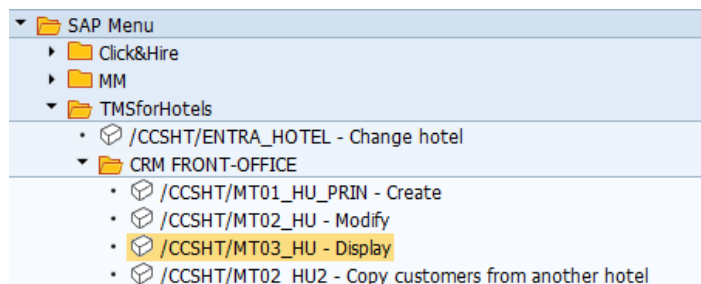 SAP Menu
Click&Hire
MM
TMSforHotels
/CCSHT/ENTRA_HOTEL - Change hotel
CRM FRONT-OFFICE
/CCSHT/MT01_HU_PRIN - Create
/CCSHT/MT02_HU - Modify
/CCSHT/MT03_HU - Display
/CCSHT/MT02_HU2 - Copy customers from another hotel